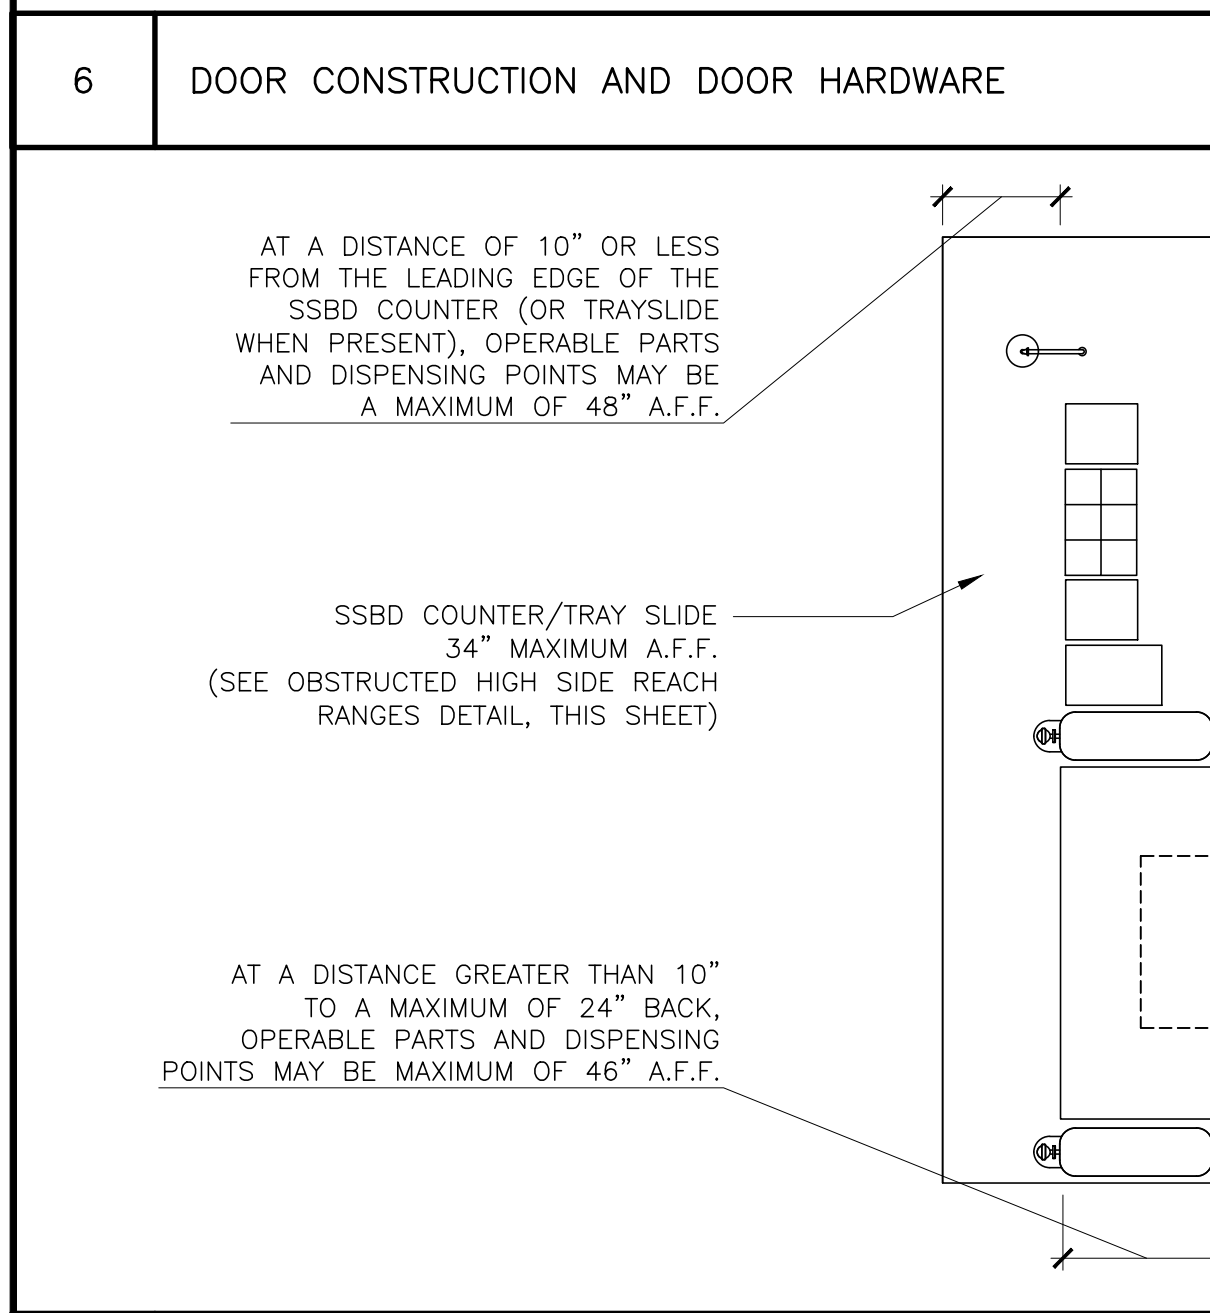 6
DOOR CONSTRUCTION AND DOOR HARDWARE
AT A DISTANCE OF 10” OR LESS
FROM THE LEADING EDGE OF THE
SSBD COUNTER (OR TRAYSLIDE
WHEN PRESENT), OPERABLE PARTS
AND DISPENSING POINTS MAY BE
A MAXIMUM OF 48” A.F.F.
SSBD COUNTER/TRAY SLIDE
34” MAXIMUM A.F.F.
(SEE OBSTRUCTED HIGH SIDE REACH
RANGES DETAIL, THIS SHEET)
AT A DISTANCE GREATER THAN 10”
TO A MAXIMUM OF 24” BACK,
OPERABLE PARTS AND DISPENSING
POINTS MAY BE MAXIMUM OF 46” A.F.F.